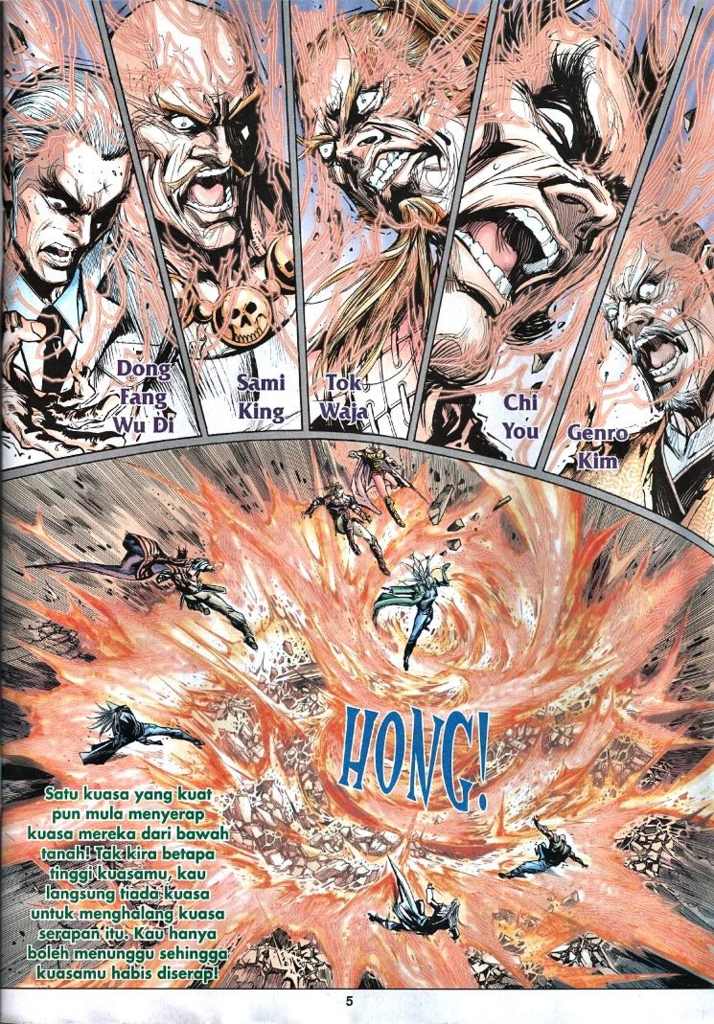 Dong
Fang
Wu Di
Sami
King
Tok
Waja
Chi
You
Genro
Kim
HONG!
Satu kuasa yang kuat
pun mula menyerap
kuasa mereka dari bawah
tanah! Tak kira betapa
tinggi kuasamu, kau
langsung tiada kuasa
untuk menghalang kuasa
serapan itu. Kau hanya
boleh menunggu sehingga
kuasamu habis diserap!
5